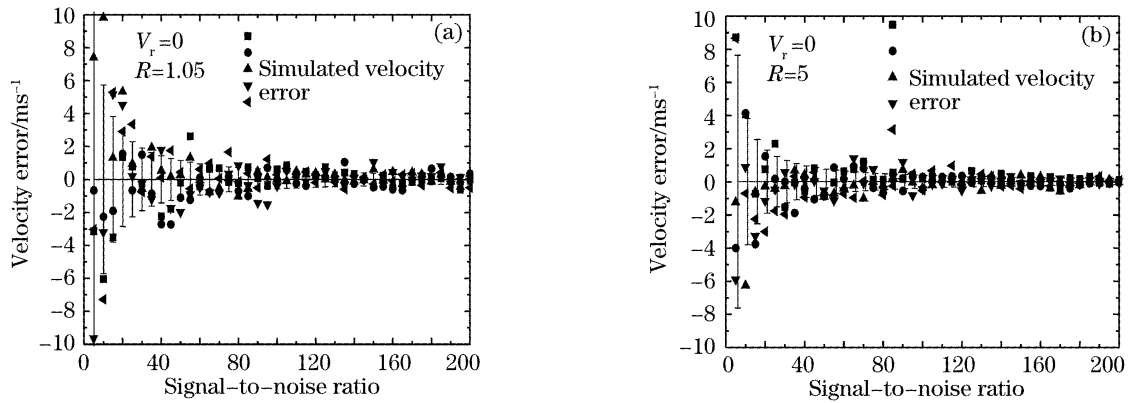 10
8
6
4
2
0
−2
−4
−6
−8
−10
Velocity error/ms⁻¹
(a)
Vᵣ=0
R=1.05
Simulated velocity
error
0 40 80 120 160 200
Signal−to−noise ratio
10
8
6
4
2
0
−2
−4
−6
−8
−10
Velocity error/ms⁻¹
(b)
Vᵣ=0
R=5
Simulated velocity
error
0 40 80 120 160 200
Signal−to−noise ratio